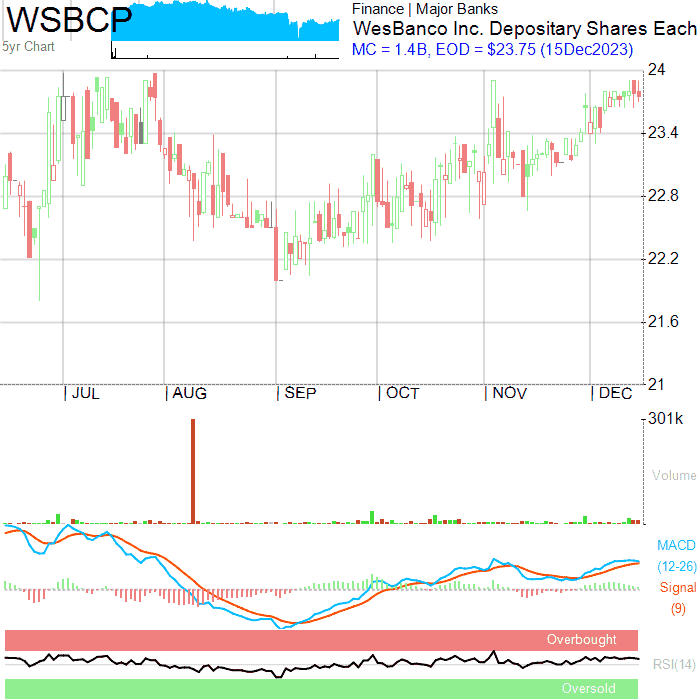 WSBCP
5yr Chart
Finance | Major Banks
WesBanco Inc. Depositary Shares Each
MC = 1.4B, EOD = $23.75 (15Dec2023)
24
23.4
22.8
22.2
21.6
21
| JUL | AUG | SEP | OCT | NOV | DEC
301k
Volume
MACD
(12-26)
Signal
(9)
Overbought
RSI(14)
Oversold